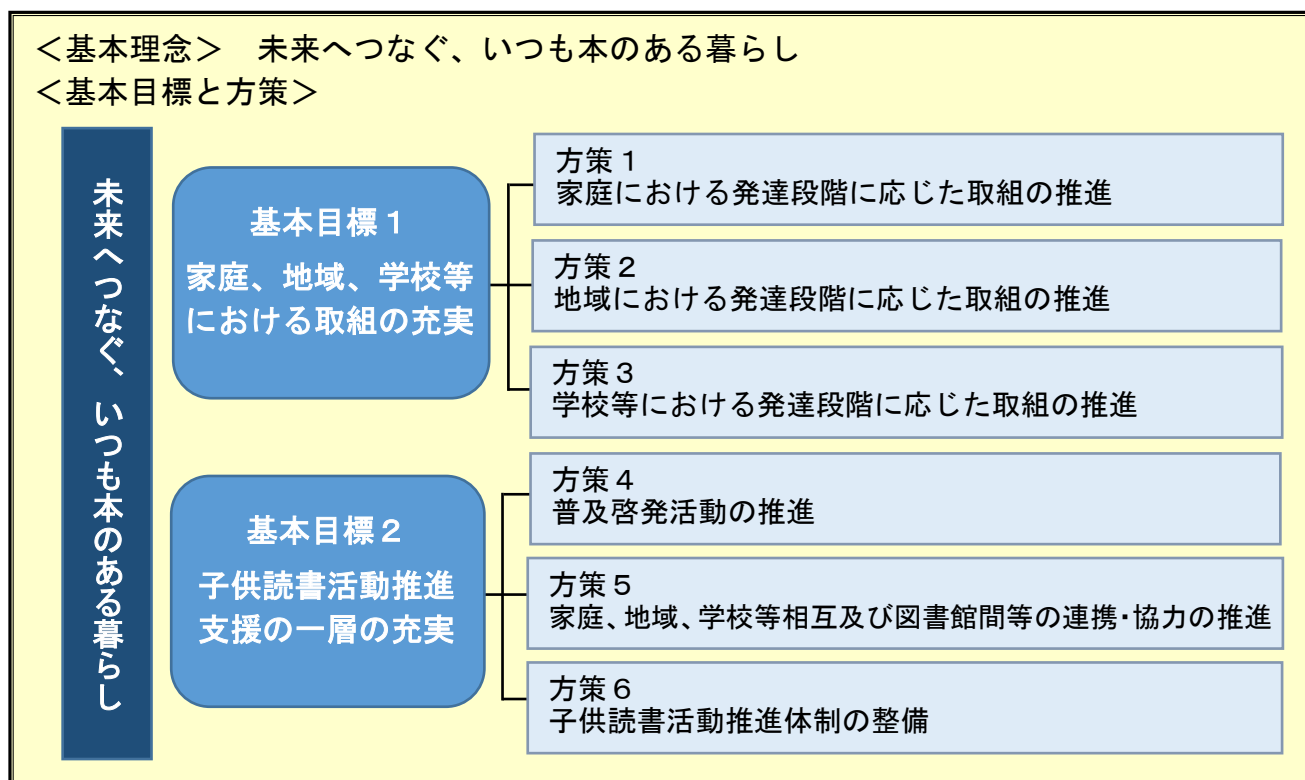 ＜基本理念＞　未来へつなぐ、いつも本のある暮らし
＜基本目標と方策＞
未来へつなぐ、いつも本のある暮らし
基本目標１
家庭、地域、学校等
における取組の充実
方策１
家庭における発達段階に応じた取組の推進
方策２
地域における発達段階に応じた取組の推進
方策３
学校等における発達段階に応じた取組の推進
基本目標２
子供読書活動推進
支援の一層の充実
方策４
普及啓発活動の推進
方策５
家庭、地域、学校等相互及び図書館間等の連携・協力の推進
方策６
子供読書活動推進体制の整備